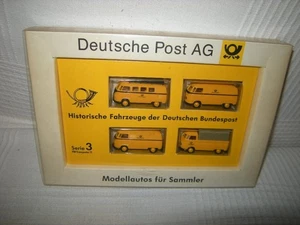 Deutsche Post AG
Historische Fahrzeuge der Deutschen Bundespost
Serie 3
Modellautos für Sammler